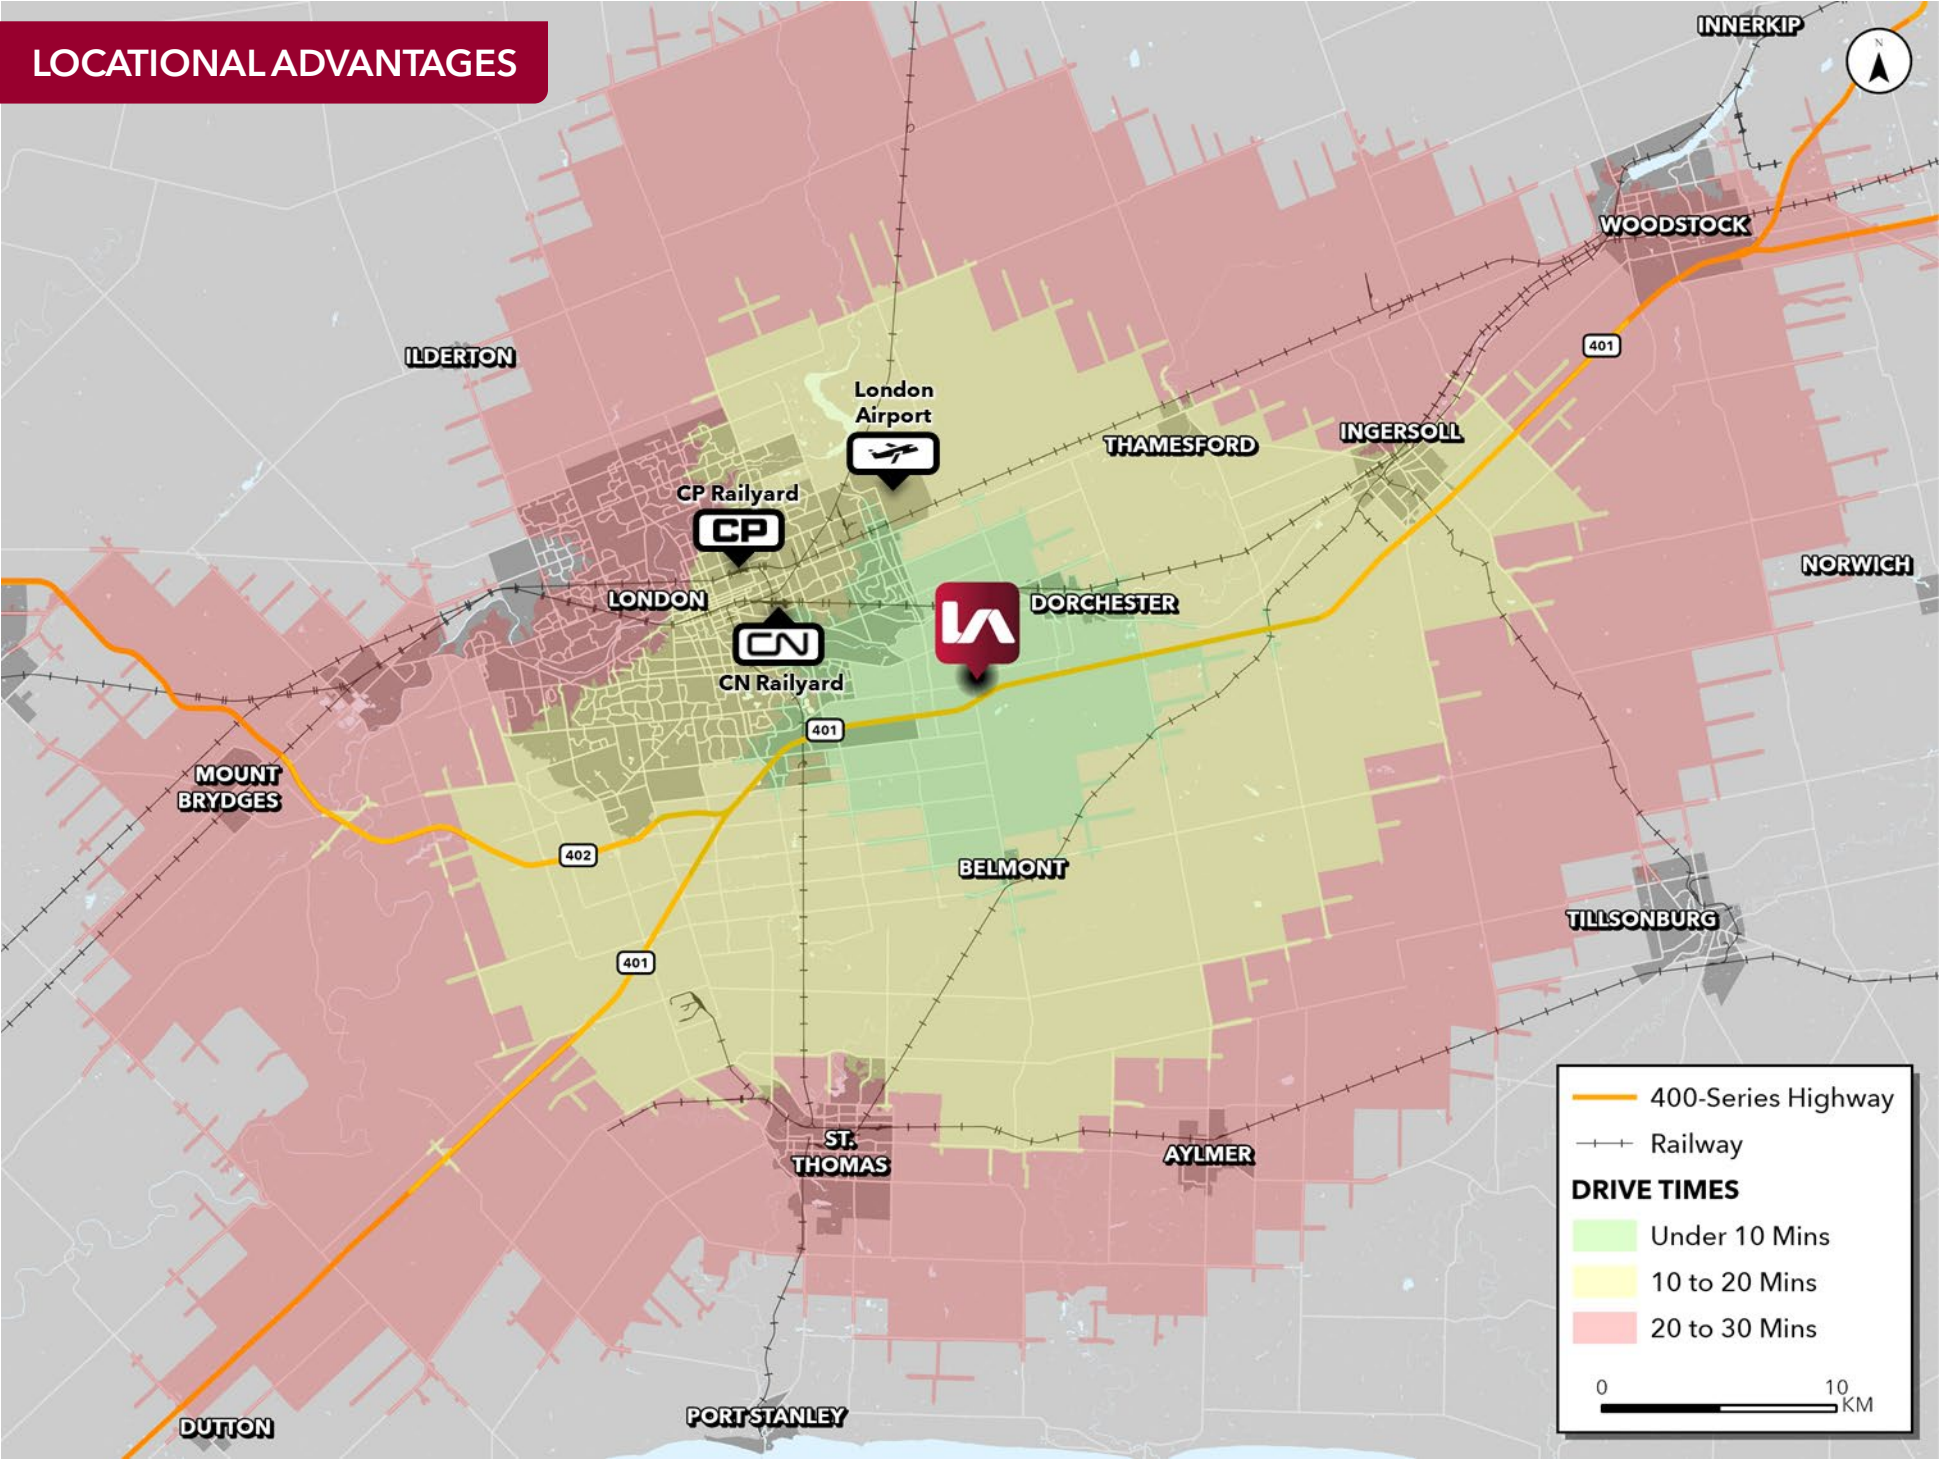 LOCATIONAL ADVANTAGES
INNERKIP
N
WOODSTOCK
401
ILDERTON
London
Airport
THAMESFORD
INGERSOLL
CP Railyard
CP
NORWICH
LONDON
DORCHESTER
LA
CN
CN Railyard
401
MOUNT
BRYDGES
402
BELMONT
TILLSONBURG
401
ST.
THOMAS
AYLMER
PORT STANLEY
DUTTON
400-Series Highway
Railway
DRIVE TIMES
Under 10 Mins
10 to 20 Mins
20 to 30 Mins
0 10
KM